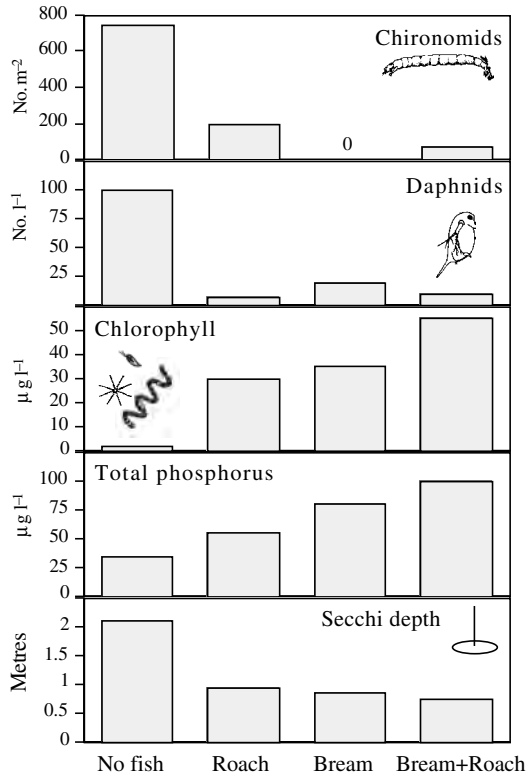 800
600
400
200
0
No. m⁻²
Chironomids
0
100
75
50
25
No. l⁻¹
Daphnids
50
40
30
20
10
0
µg l⁻¹
Chlorophyll
100
75
50
25
0
µg l⁻¹
Total phosphorus
2
1.5
1
0.5
0
Metres
Secchi depth
No fish Roach Bream Bream+Roach